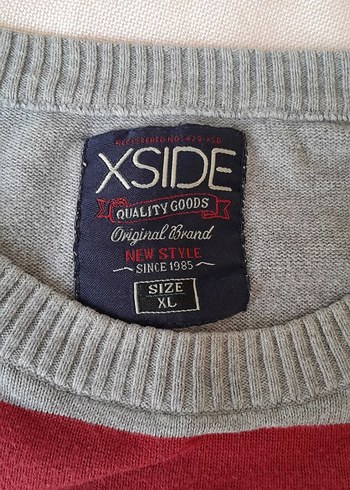 XSIDE
QUALITY GOODS
Original Brand
NEW STYLE
SINCE 1985
SIZE
XL